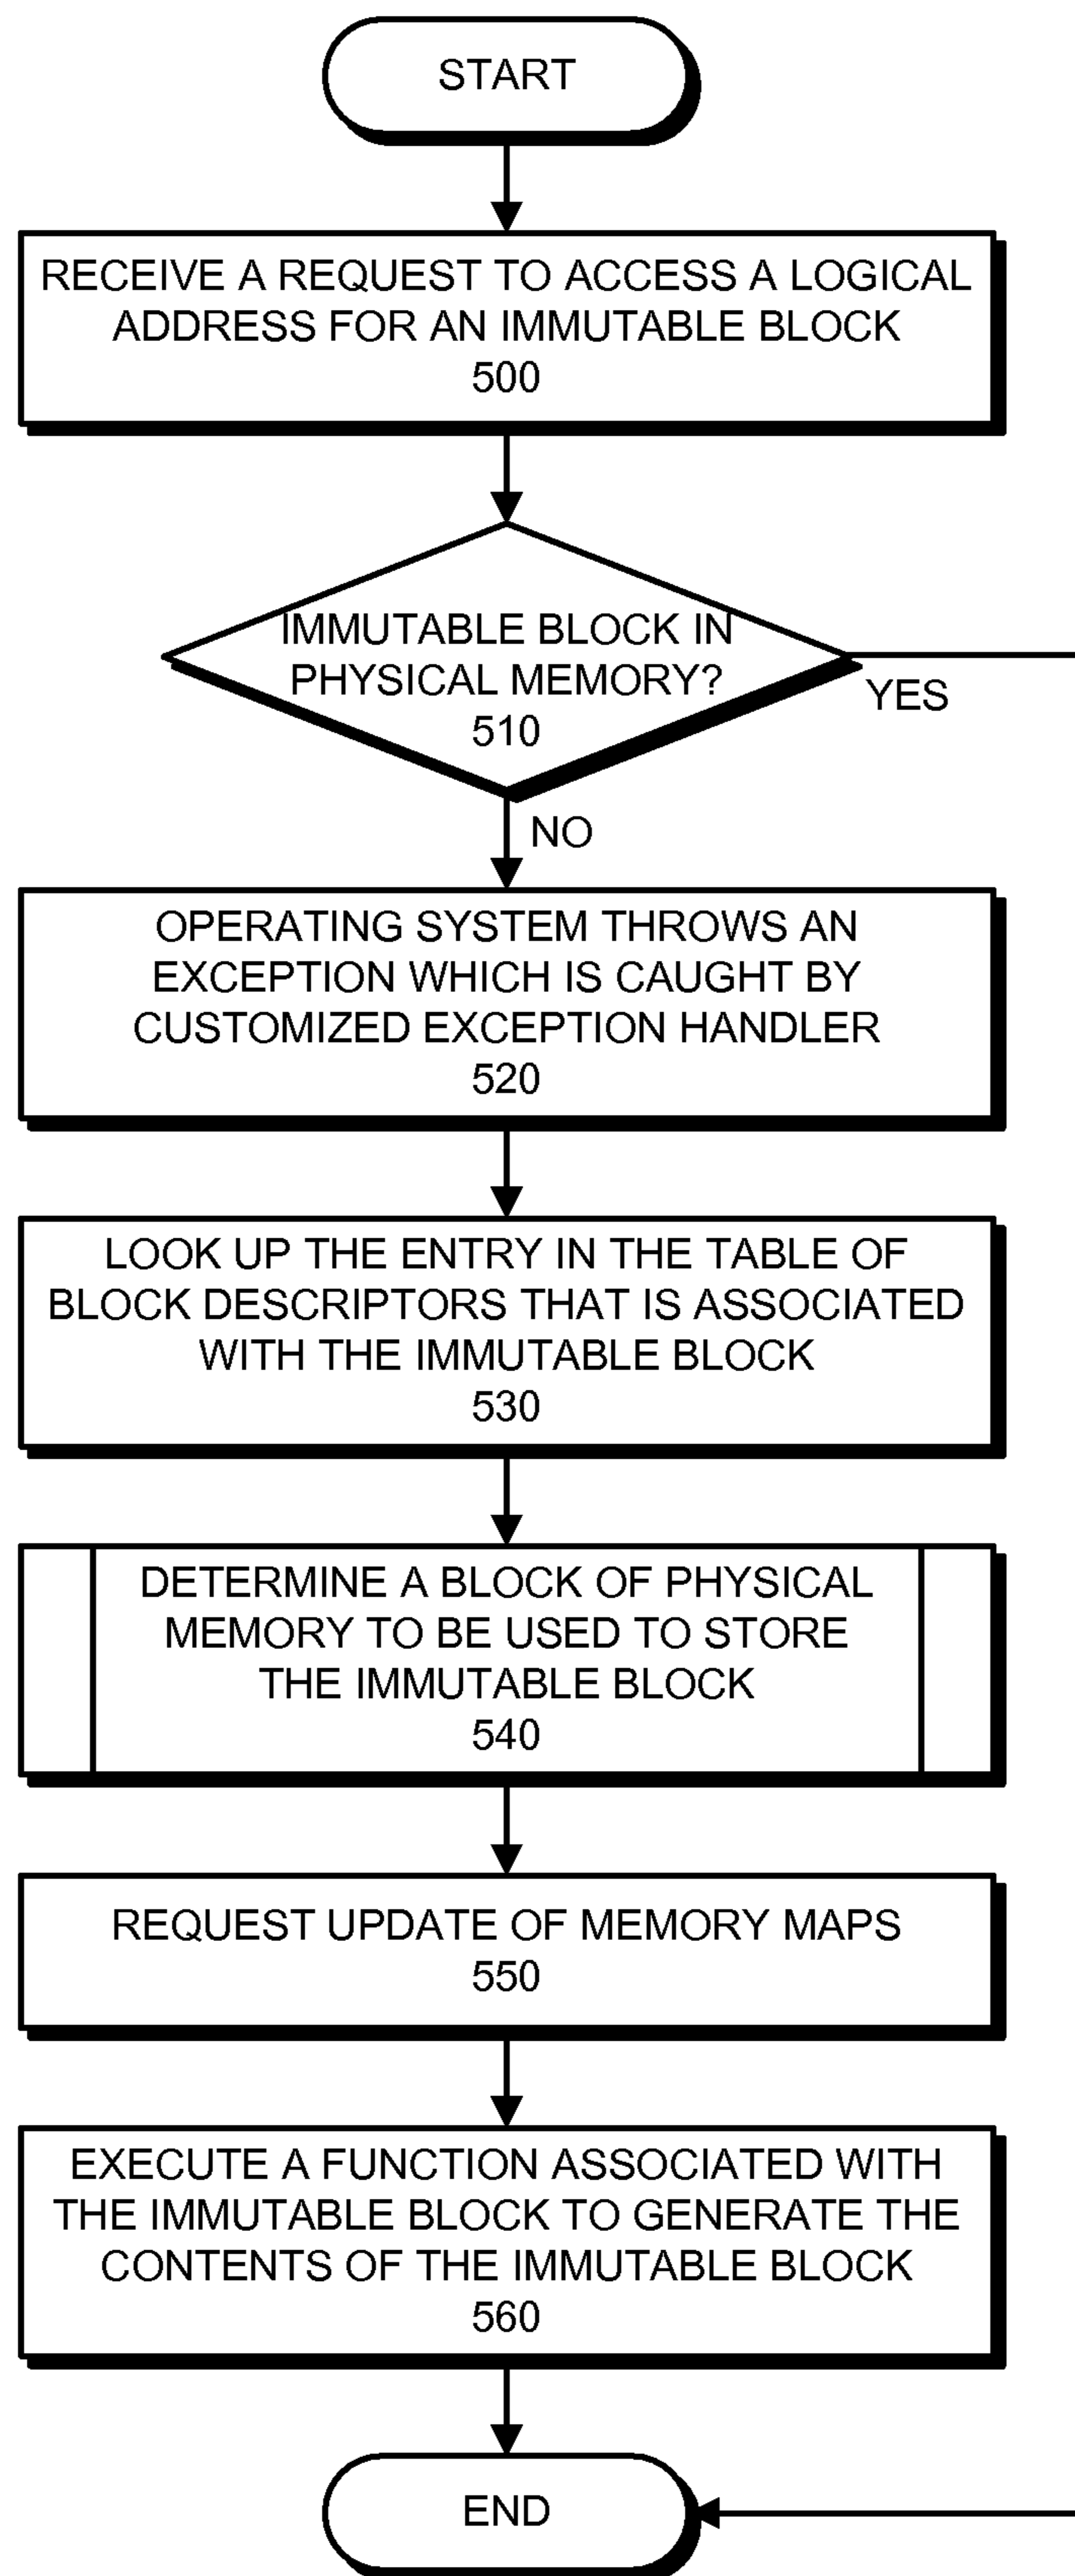 START
RECEIVE A REQUEST TO ACCESS A LOGICAL
ADDRESS FOR AN IMMUTABLE BLOCK
500
IMMUTABLE BLOCK IN
PHYSICAL MEMORY?
510
YES
NO
OPERATING SYSTEM THROWS AN
EXCEPTION WHICH IS CAUGHT BY
CUSTOMIZED EXCEPTION HANDLER
520
LOOK UP THE ENTRY IN THE TABLE OF
BLOCK DESCRIPTORS THAT IS ASSOCIATED
WITH THE IMMUTABLE BLOCK
530
DETERMINE A BLOCK OF PHYSICAL
MEMORY TO BE USED TO STORE
THE IMMUTABLE BLOCK
540
REQUEST UPDATE OF MEMORY MAPS
550
EXECUTE A FUNCTION ASSOCIATED WITH
THE IMMUTABLE BLOCK TO GENERATE THE
CONTENTS OF THE IMMUTABLE BLOCK
560
END